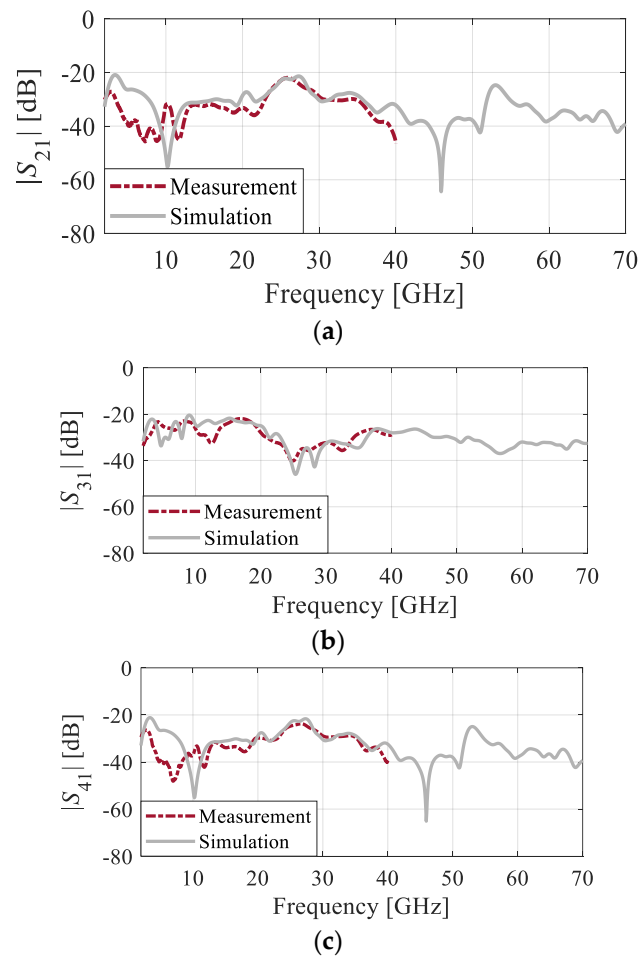 0
-20
-40
-60
-80
|S21| [dB]
Measurement
Simulation
10 20 30 40 50 60 70
Frequency [GHz]
(a)
0
-20
-40
-60
-80
|S31| [dB]
Measurement
Simulation
10 20 30 40 50 60 70
Frequency [GHz]
(b)
0
-20
-40
-60
-80
|S41| [dB]
Measurement
Simulation
10 20 30 40 50 60 70
Frequency [GHz]
(c)